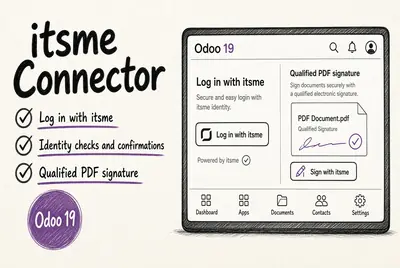 itsme
Connector
Log in with itsme
Identity checks and confirmations
Qualified PDF signature
Odoo 19
Odoo 19
Log in with itsme
Secure and easy login with
itsme identity.
Log in with itsme
Powered by itsme
Qualified PDF signature
Sign documents securely with
a qualified electronic signature.
PDF Document.pdf
Qualified Signature
Sign with itsme
Dashboard
Apps
Documents
Contacts
Settings